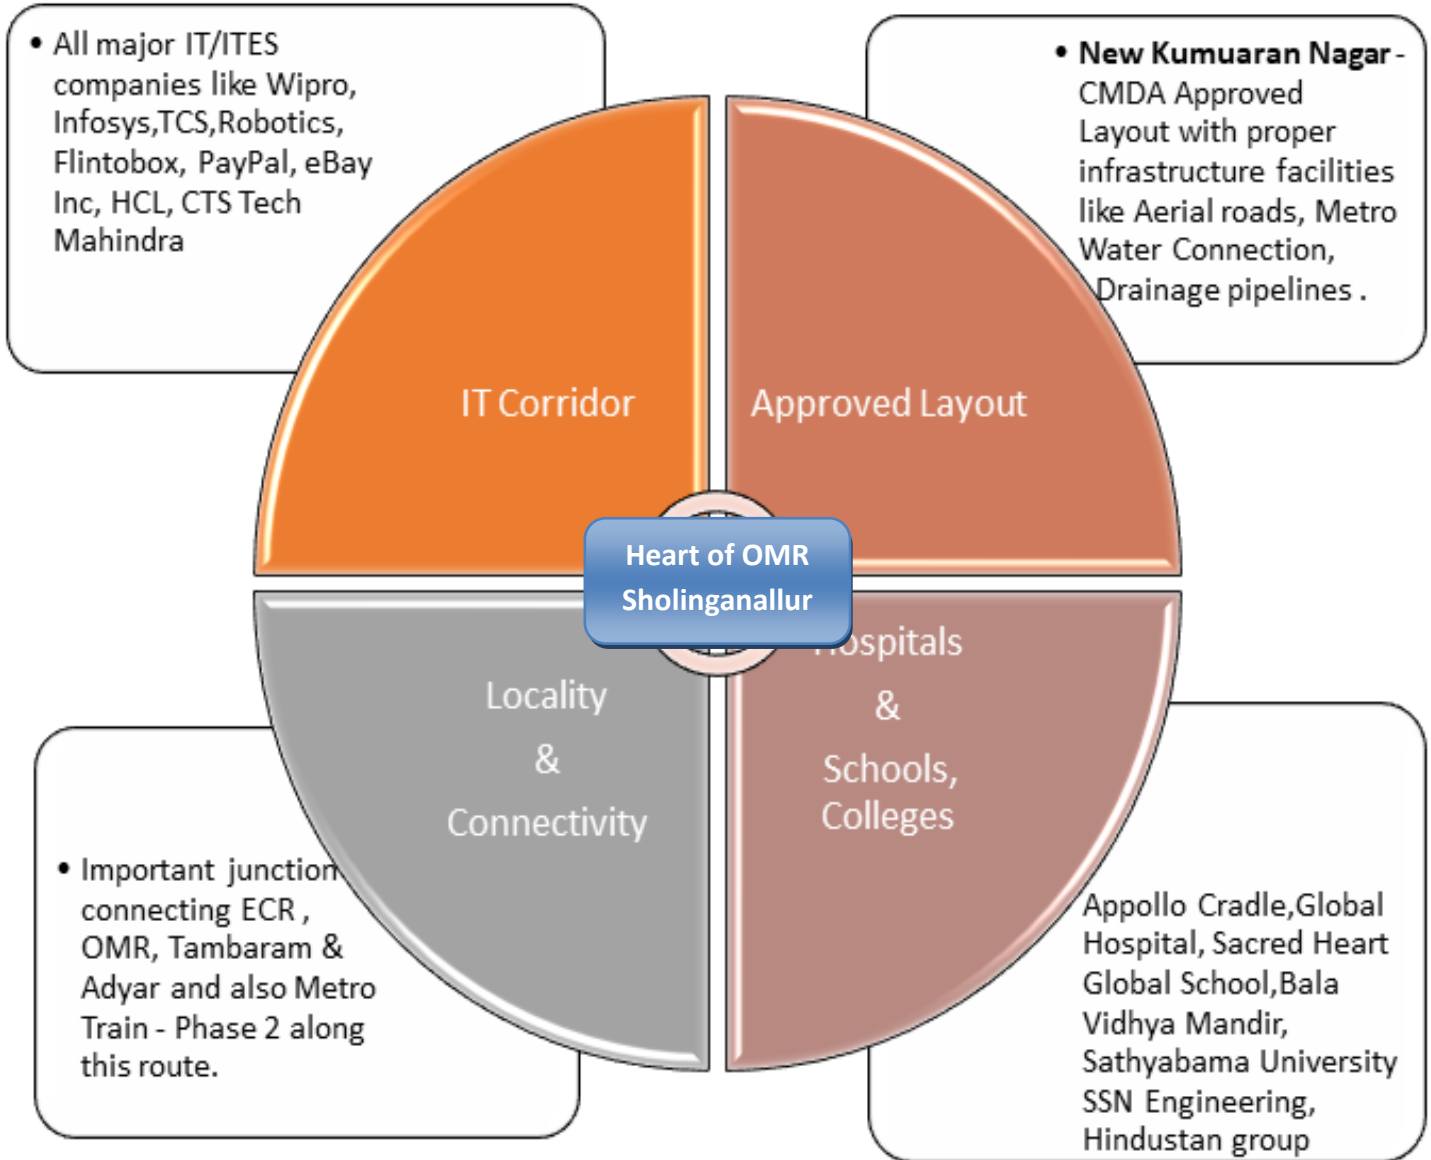 • All major IT/ITES
companies like Wipro,
Infosys,TCS,Robotics,
Flintobox, PayPal, eBay
Inc, HCL, CTS Tech
Mahindra
• New Kumuaran Nagar -
CMDA Approved
Layout with proper
infrastructure facilities
like Aerial roads, Metro
Water Connection,
Drainage pipelines .
IT Corridor
Approved Layout
Heart of OMR
Sholinganallur
Locality
&
Connectivity
Hospitals
&
Schools,
Colleges
• Important junction
connecting ECR ,
OMR, Tambaram &
Adyar and also Metro
Train - Phase 2 along
this route.
Appollo Cradle,Global
Hospital, Sacred Heart
Global School,Bala
Vidhya Mandir,
Sathyabama University
SSN Engineering,
Hindustan group